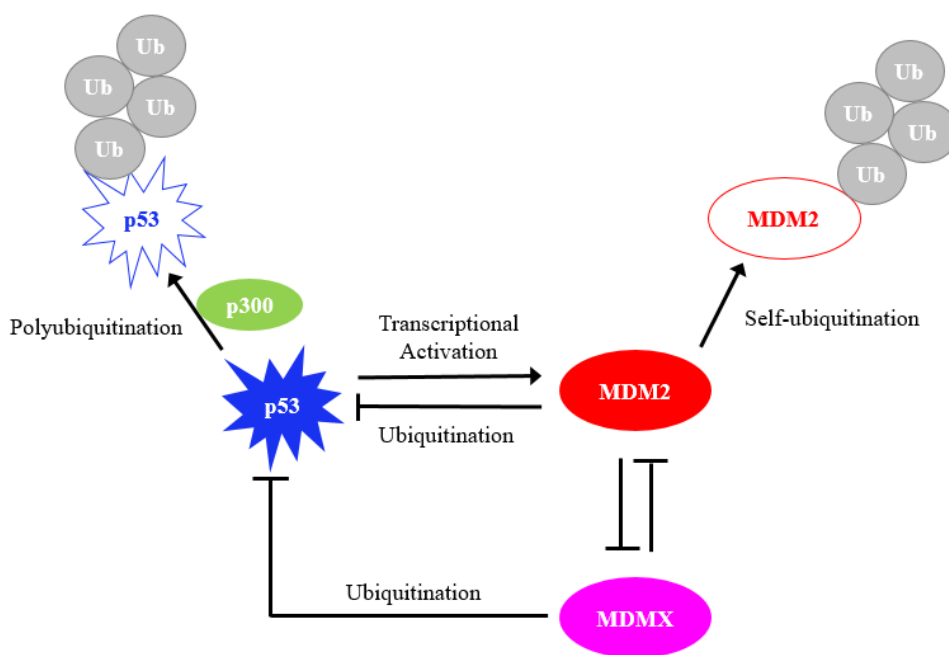 Ub
Ub
Ub
Ub
p53
Polyubiquitination
p300
p53
Transcriptional
Activation
Ubiquitination
MDM2
Self-ubiquitination
MDM2
Ub
Ub
Ub
Ub
Ubiquitination
MDMX